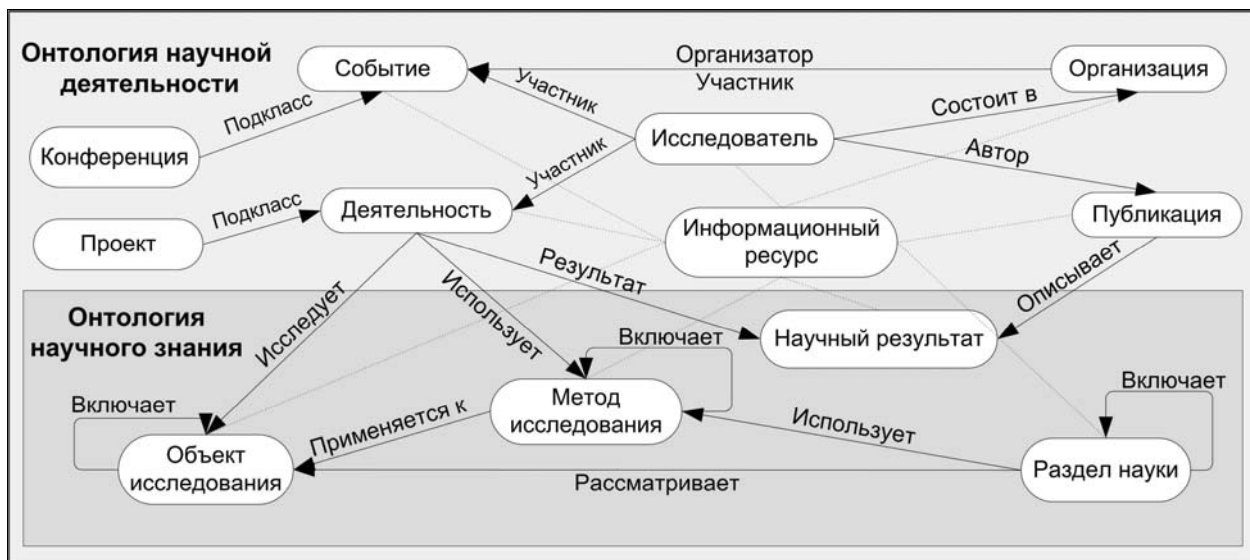 Онтология научной
деятельности
Событие
Организатор
Участник
Организация
Подкласс
Участник
Состоит в
Конференция
Исследователь
Автор
Участник
Подкласс
Деятельность
Публикация
Проект
Информационный
ресурс
Результат
Описывает
Исследует
Использует
Онтология
научного знания
Научный результат
Включает
Включает
Включает
Метод
исследования
Применяется к
Использует
Объект
исследования
Рассматривает
Раздел науки